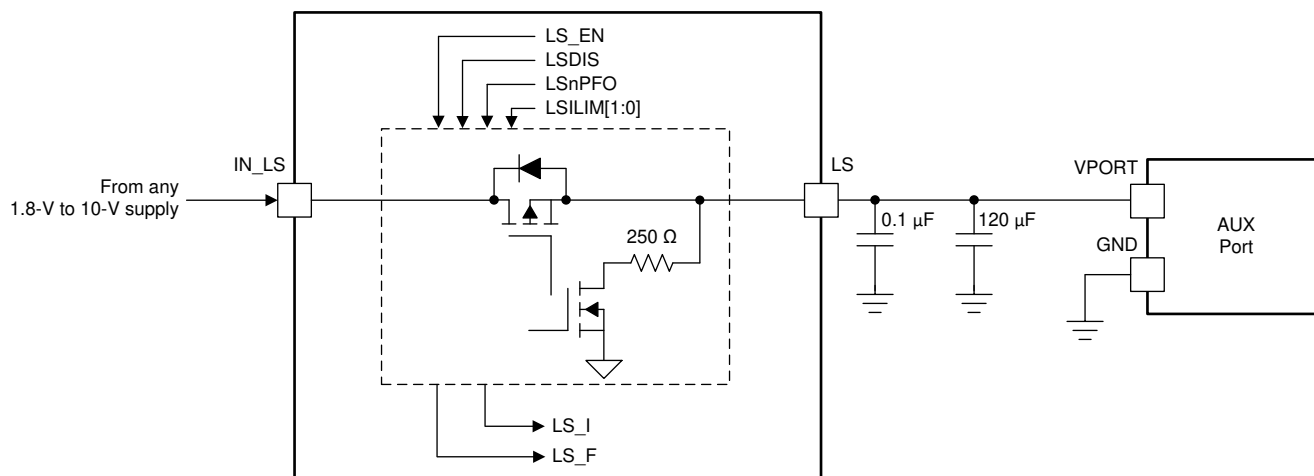 LS_EN
LSDIS
LSnPFO
LSILIM[1:0]
IN_LS
LS
VPORT
From any
1.8-V to 10-V supply
0.1 µF
120 µF
AUX
Port
250 Ω
GND
LS_I
LS_F